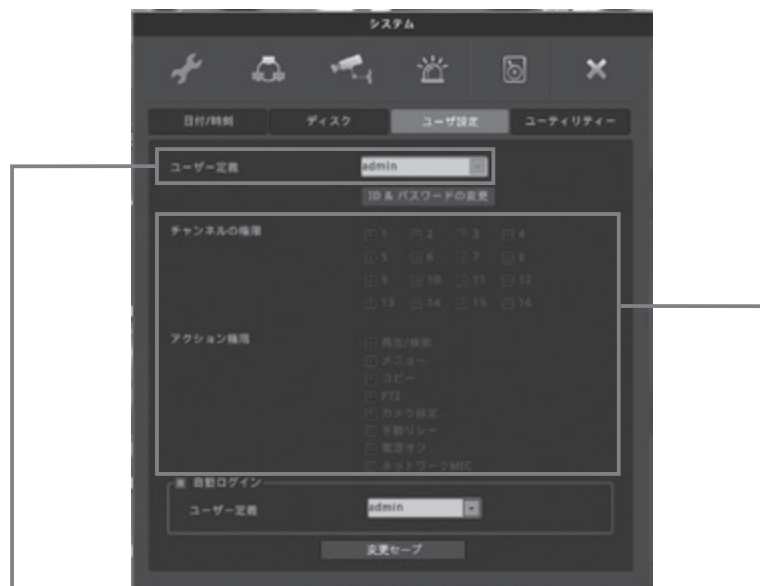 システム
日付/時刻 ディスク ユーザ設定 ユーティリティー
ユーザー定義 admin
ID & パスワードの変更
チャンネルの権限 1 2 3 4
5 6 7 8
9 10 11 12
13 14 15 16
アクション権限 再生/検索
メニュー
コピー
PTZ
カメラ設定
手動リレー
電源オフ
ネットワークMIC
自動ログイン
ユーザー定義 admin
変更セーブ